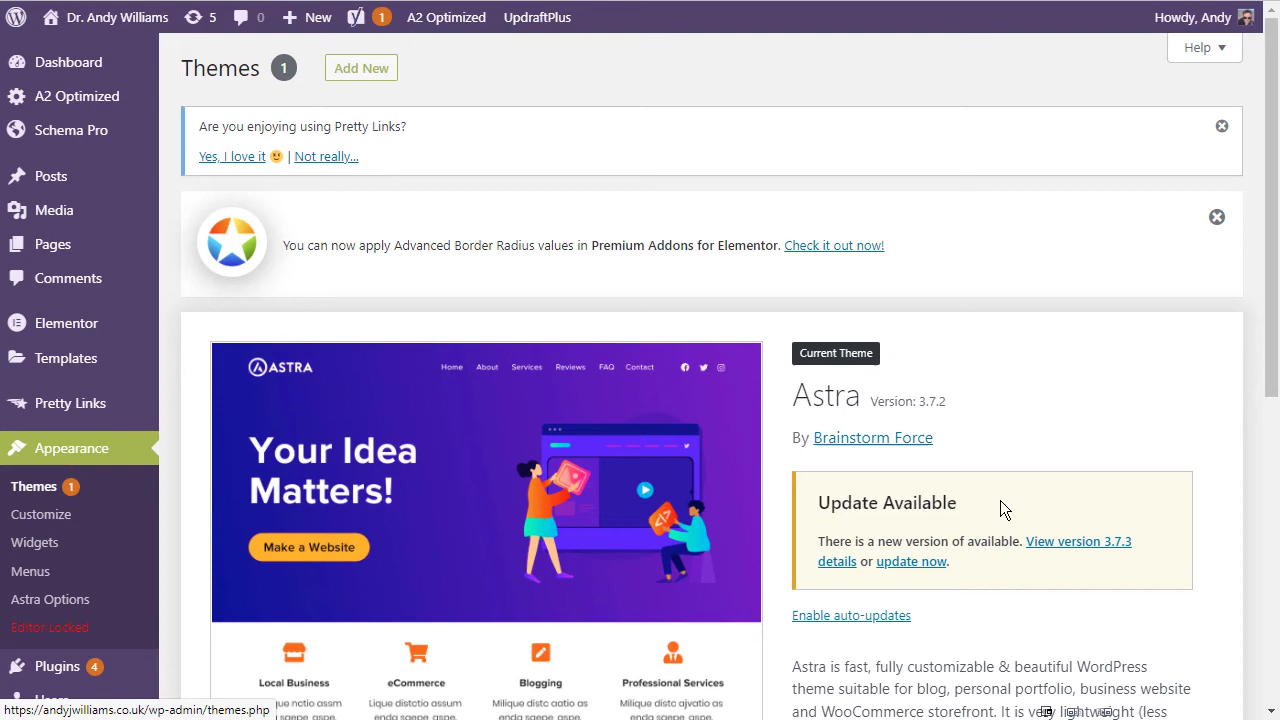 Dr. Andy Williams 5 0 New 1 A2 Optimized UpdraftPlus Howdy, Andy
Dashboard
A2 Optimized
Schema Pro
Posts
Media
Pages
Comments
Elementor
Templates
Pretty Links
Appearance
Themes 1
Customize
Widgets
Menus
Astra Options
Editor Locked
Plugins 4
Help
Themes 1 Add New
Are you enjoying using Pretty Links?
Yes, I love it | Not really...
You can now apply Advanced Border Radius values in Premium Addons for Elementor. Check it out now!
ASTRA Home About Services Reviews FAQ Contact
Your Idea
Matters!
Make a Website
Local Business eCommerce Blogging Professional Services
Current Theme
Astra Version: 3.7.2
By Brainstorm Force
Update Available
There is a new version of available. View version 3.7.3
details or update now.
Enable auto-updates
Astra is fast, fully customizable & beautiful WordPress
theme suitable for blog, personal portfolio, business website
and WooCommerce storefront. It is very lightweight (less
https://andyjwilliams.co.uk/wp-admin/themes.php